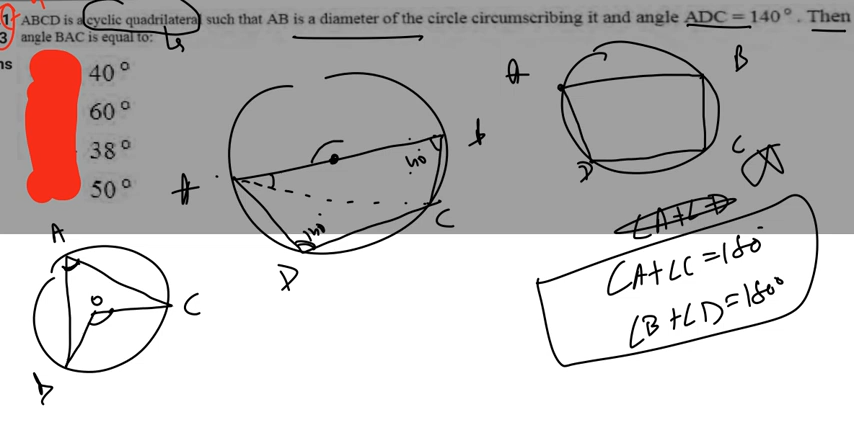 1 ABCD is a cyclic quadrilateral such that AB is a diameter of the circle circumscribing it and angle ADC = 140°. Then
3 angle BAC is equal to:
ns
40°
60°
38°
50°
A
B
C
D
A
40°
C
140
D
∠A+∠D
∠A+∠C=180°
∠B+∠D=180°
A
O
C
b